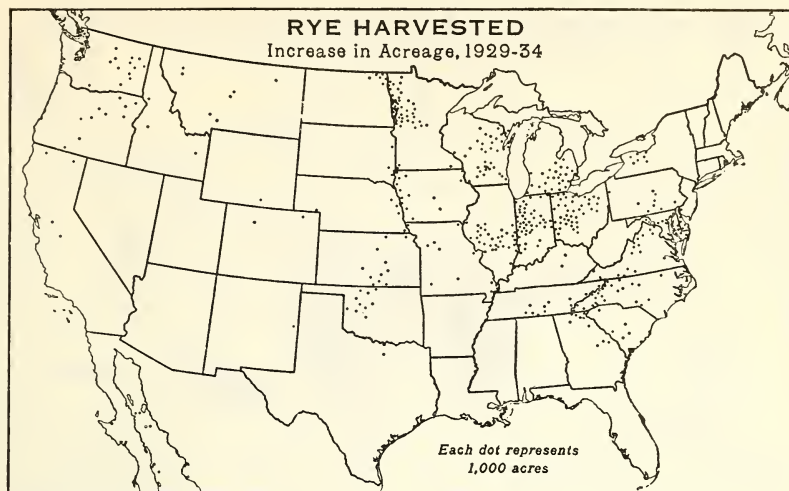 RYE HARVESTED
Increase in Acreage, 1929-34
Each dot represents
1,000 acres